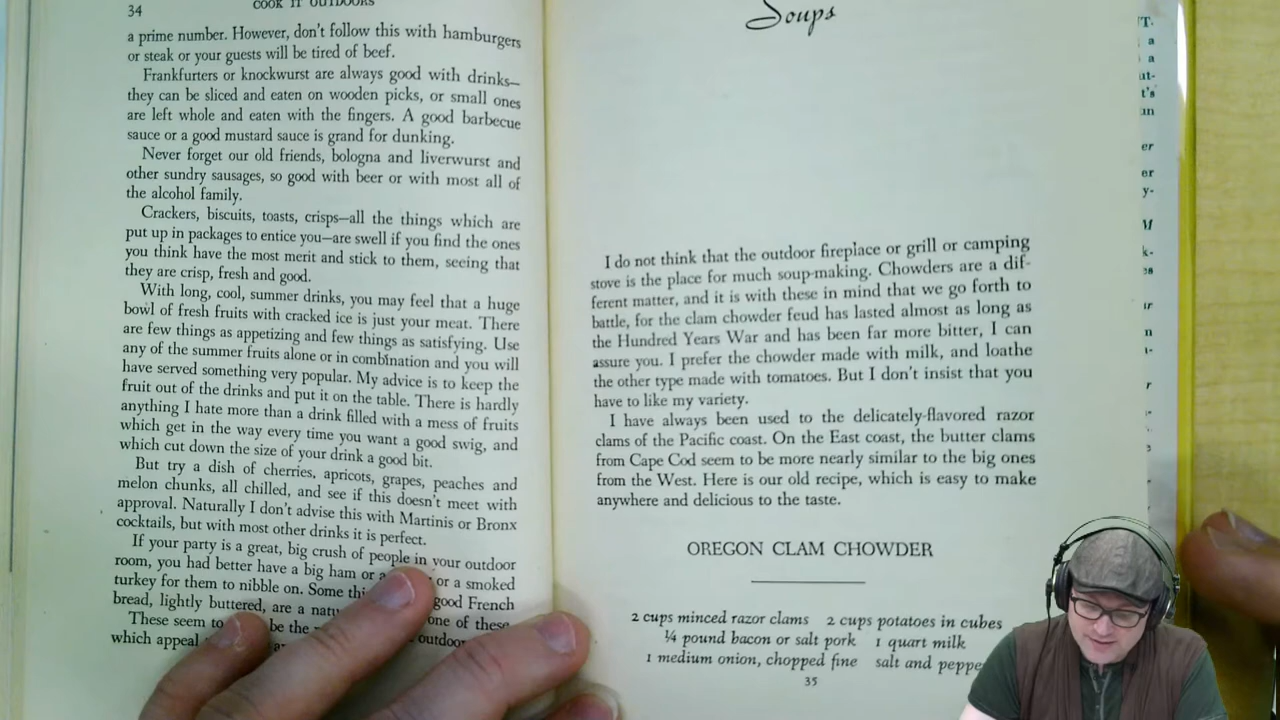 34
COOK IT OUTDOORS
a prime number. However, don't follow this with hamburgers
or steak or your guests will be tired of beef.
Frankfurters or knockwurst are always good with drinks—
they can be sliced and eaten on wooden picks, or small ones
are left whole and eaten with the fingers. A good barbecue
sauce or a good mustard sauce is grand for dunking.
Never forget our old friends, bologna and liverwurst and
other sundry sausages, so good with beer or with most all of
the alcohol family.
Crackers, biscuits, toasts, crisps—all the things which are
put up in packages to entice you—are swell if you find the ones
you think have the most merit and stick to them, seeing that
they are crisp, fresh and good.
With long, cool, summer drinks, you may feel that a huge
bowl of fresh fruits with cracked ice is just your meat. There
are few things as appetizing and few things as satisfying. Use
any of the summer fruits alone or in combination and you will
have served something very popular. My advice is to keep the
fruit out of the drinks and put it on the table. There is hardly
anything I hate more than a drink filled with a mess of fruits
which get in the way every time you want a good swig, and
which cut down the size of your drink a good bit.
But try a dish of cherries, apricots, grapes, peaches and
melon chunks, all chilled, and see if this doesn't meet with
approval. Naturally I don't advise this with Martinis or Bronx
cocktails, but with most other drinks it is perfect.
If your party is a great, big crush of people in your outdoor
room, you had better have a big ham or a or a smoked
turkey for them to nibble on. Some good French
bread, lightly buttered, are a one of these
These seem to be the
which appeal outdoor
Soups
I do not think that the outdoor fireplace or grill or camping
stove is the place for much soup-making. Chowders are a dif-
ferent matter, and it is with these in mind that we go forth to
battle, for the clam chowder feud has lasted almost as long as
the Hundred Years War and has been far more bitter, I can
assure you. I prefer the chowder made with milk, and loathe
the other type made with tomatoes. But I don't insist that you
have to like my variety.
I have always been used to the delicately-flavored razor
clams of the Pacific coast. On the East coast, the butter clams
from Cape Cod seem to be more nearly similar to the big ones
from the West. Here is our old recipe, which is easy to make
anywhere and delicious to the taste.
OREGON CLAM CHOWDER
2 cups minced razor clams 2 cups potatoes in cubes
¼ pound bacon or salt pork 1 quart milk
1 medium onion, chopped fine salt and peppe
35